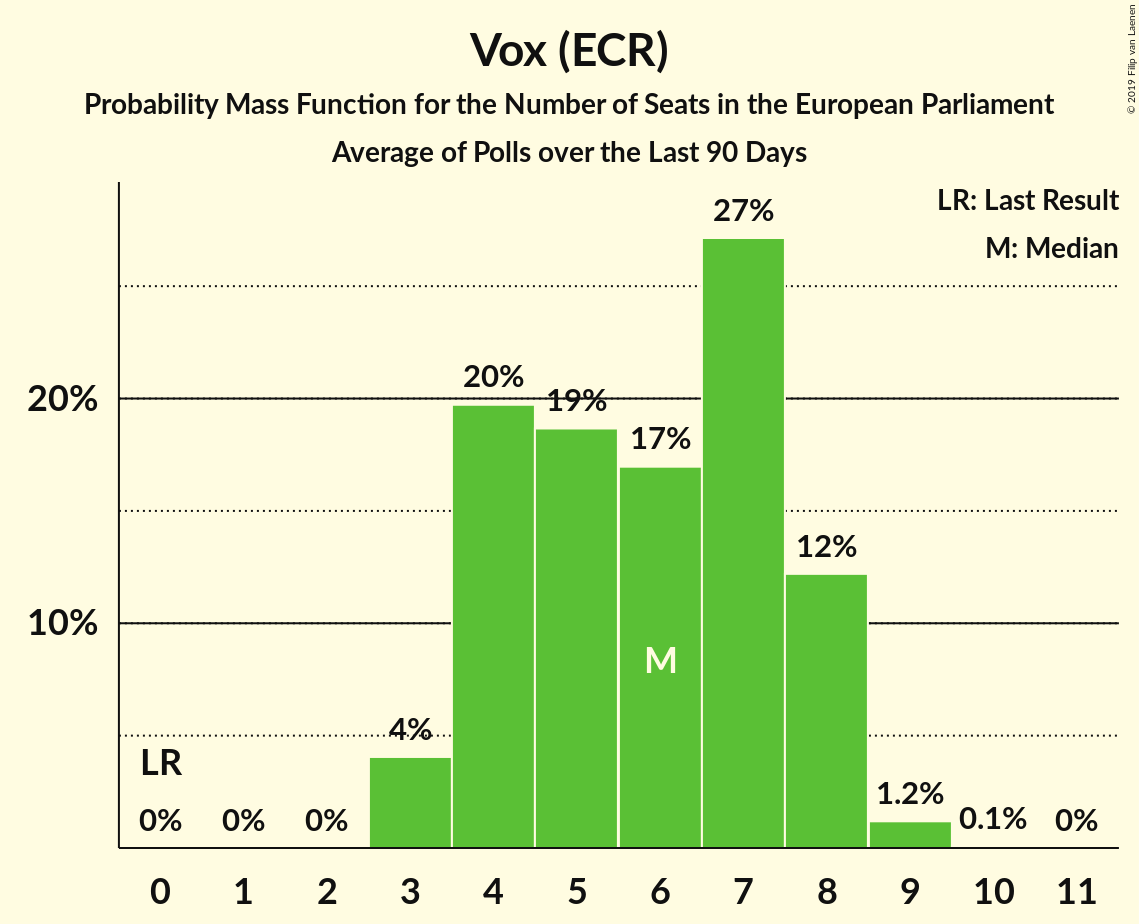 Vox (ECR)
Probability Mass Function for the Number of Seats in the European Parliament
Average of Polls over the Last 90 Days
© 2019 Filip van Laenen
LR: Last Result
M: Median
27%
20%
20%
19%
17%
12%
10%
M
4%
LR
0%
0%
0%
1.2%
0.1%
0%
0 1 2 3 4 5 6 7 8 9 10 11